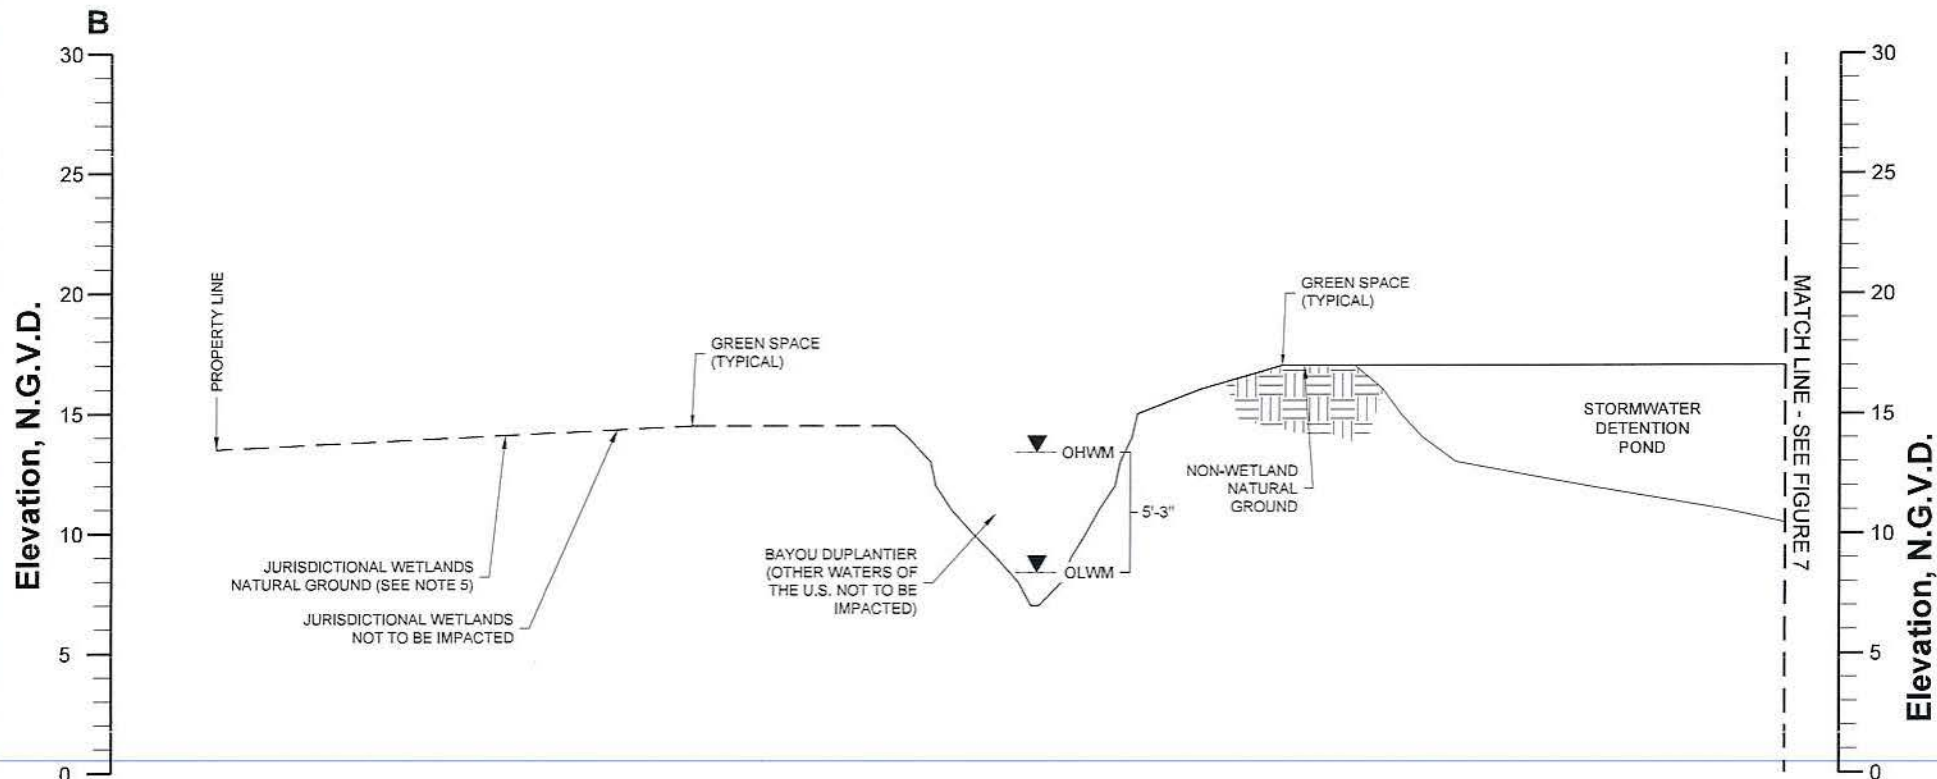 B
30
25
20
15
10
5
0
Elevation, N.G.V.D.
PROPERTY LINE
GREEN SPACE
(TYPICAL)
JURISDICTIONAL WETLANDS
NATURAL GROUND (SEE NOTE 5)
JURISDICTIONAL WETLANDS
NOT TO BE IMPACTED
BAYOU DUPLANTIER
(OTHER WATERS OF
THE U.S. NOT TO BE
IMPACTED)
OHWM
5'-3"
OLWM
GREEN SPACE
(TYPICAL)
NON-WETLAND
NATURAL
GROUND
STORMWATER
DETENTION
POND
MATCH LINE - SEE FIGURE 7
30
25
20
15
10
5
0
Elevation, N.G.V.D.